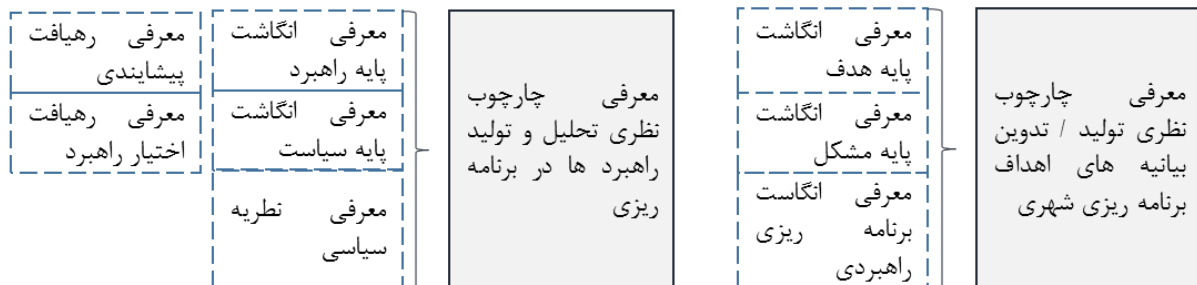 معرفی چارچوب
نظری تولید / تدوین
بیانیه های اهداف
برنامه ریزی شهری
معرفی انگاشت
پایه هدف
معرفی انگاشت
پایه مشکل
معرفی انگاست
برنامه ریزی
راهبردی
معرفی چارچوب
نظری تحلیل و تولید
راهبرد ها در برنامه
ریزی
معرفی انگاشت
پایه راهبرد
معرفی انگاشت
پایه سیاست
معرفی نطریه
سیاسی
معرفی رهیافت
پیشایندی
معرفی رهیافت
اختیار راهبرد